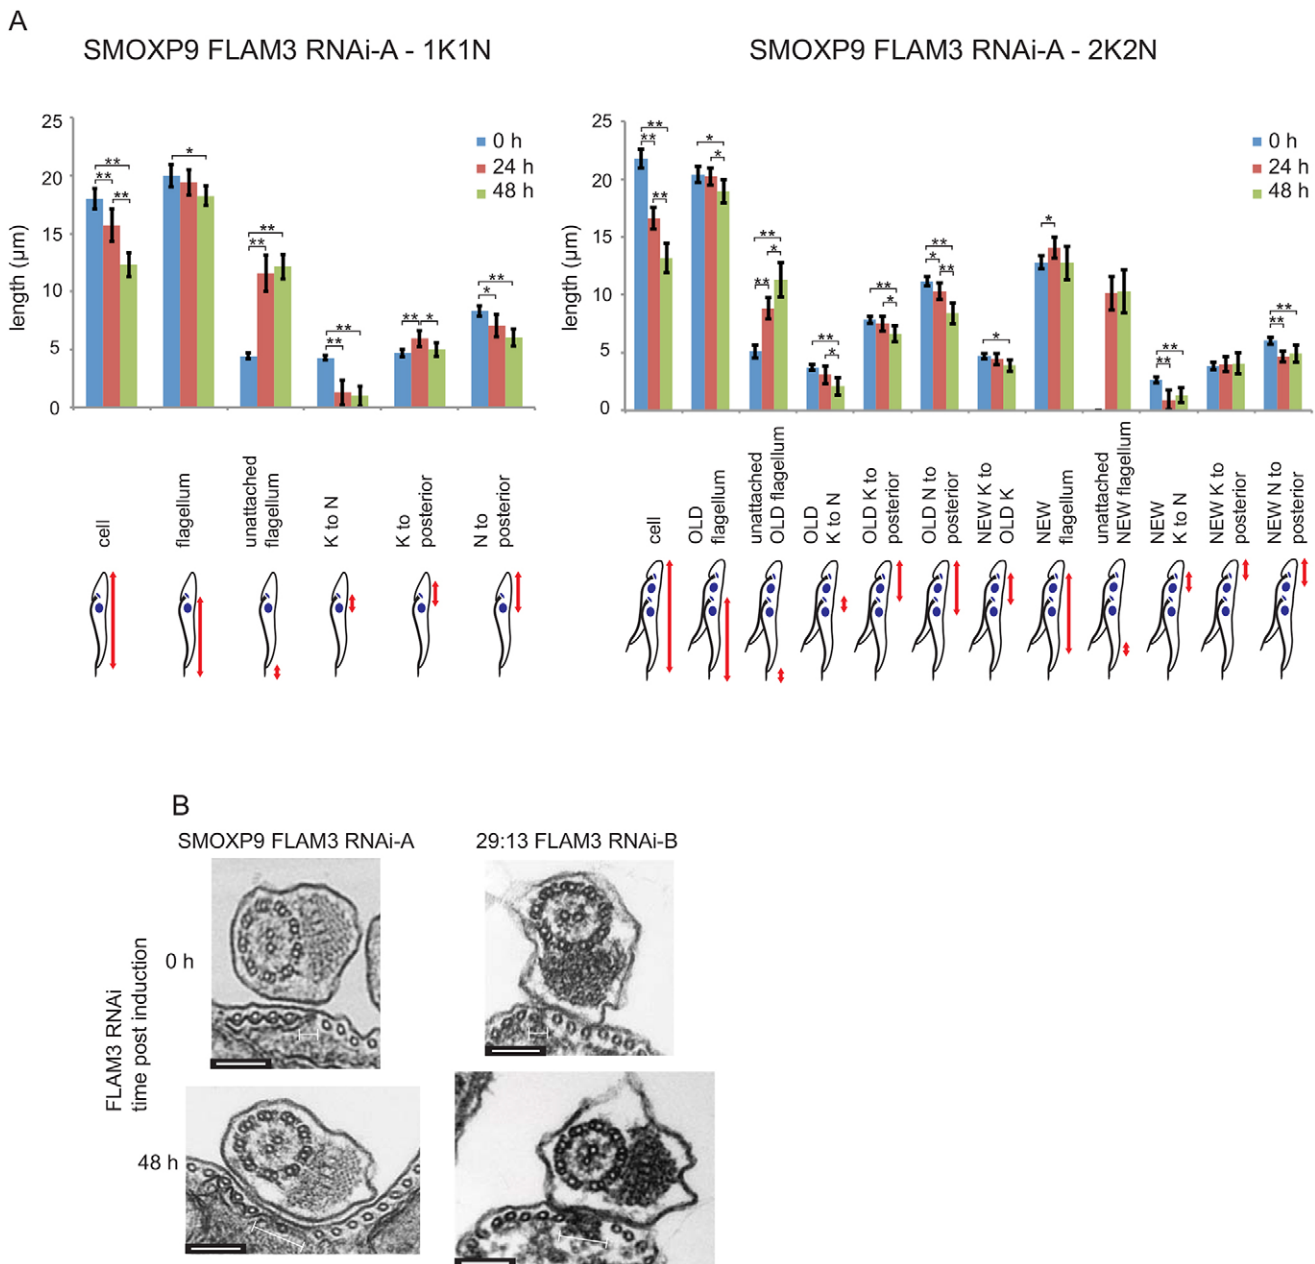 A
SMOXP9 FLAM3 RNAi-A - 1K1N
length (µm)
25
20
15
10
5
0
0 h
24 h
48 h
**
**
**
*
**
**
**
**
**
*
**
*
cell
flagellum
unattached
flagellum
K to N
K to
posterior
N to
posterior
SMOXP9 FLAM3 RNAi-A - 2K2N
length (µm)
25
20
15
10
5
0
0 h
24 h
48 h
**
**
**
*
*
**
*
**
**
*
**
*
**
*
**
*
*
**
**
**
**
cell
OLD
flagellum
unattached
OLD flagellum
OLD
K to N
OLD K to
posterior
OLD N to
posterior
NEW K to
OLD K
NEW
flagellum
unattached
NEW flagellum
NEW
K to N
NEW K to
posterior
NEW N to
posterior
B
SMOXP9 FLAM3 RNAi-A
29:13 FLAM3 RNAi-B
FLAM3 RNAi
time post induction
0 h
48 h